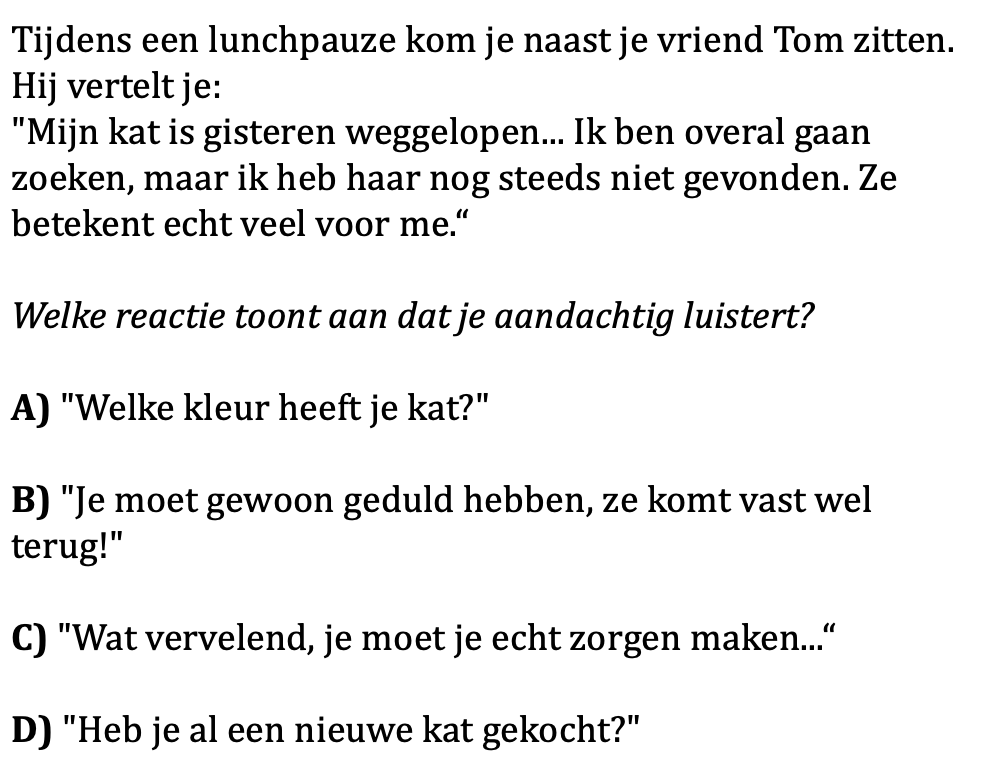 Tijdens een lunchpauze kom je naast je vriend Tom zitten.
Hij vertelt je:
"Mijn kat is gisteren weggelopen... Ik ben overal gaan
zoeken, maar ik heb haar nog steeds niet gevonden. Ze
betekent echt veel voor me.“
Welke reactie toont aan dat je aandachtig luistert?
A) "Welke kleur heeft je kat?"
B) "Je moet gewoon geduld hebben, ze komt vast wel
terug!"
C) "Wat vervelend, je moet je echt zorgen maken...“
D) "Heb je al een nieuwe kat gekocht?"